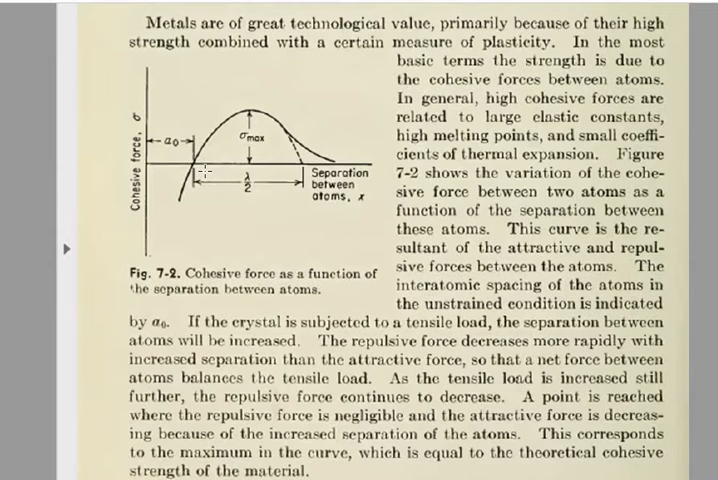 Metals are of great technological value, primarily because of their high
strength combined with a certain measure of plasticity. In the most
basic terms the strength is due to
the cohesive forces between atoms.
In general, high cohesive forces are
related to large elastic constants,
high melting points, and small coeffi-
cients of thermal expansion. Figure
7-2 shows the variation of the cohe-
sive force between two atoms as a
function of the separation between
these atoms. This curve is the re-
sultant of the attractive and repul-
sive forces between the atoms. The
interatomic spacing of the atoms in
the unstrained condition is indicated
Cohesive force, σ
a₀
σmax
λ/2
Separation
between
atoms, x
Fig. 7-2. Cohesive force as a function of
the separation between atoms.
by a₀. If the crystal is subjected to a tensile load, the separation between
atoms will be increased. The repulsive force decreases more rapidly with
increased separation than the attractive force, so that a net force between
atoms balances the tensile load. As the tensile load is increased still
further, the repulsive force continues to decrease. A point is reached
where the repulsive force is negligible and the attractive force is decreas-
ing because of the increased separation of the atoms. This corresponds
to the maximum in the curve, which is equal to the theoretical cohesive
strength of the material.